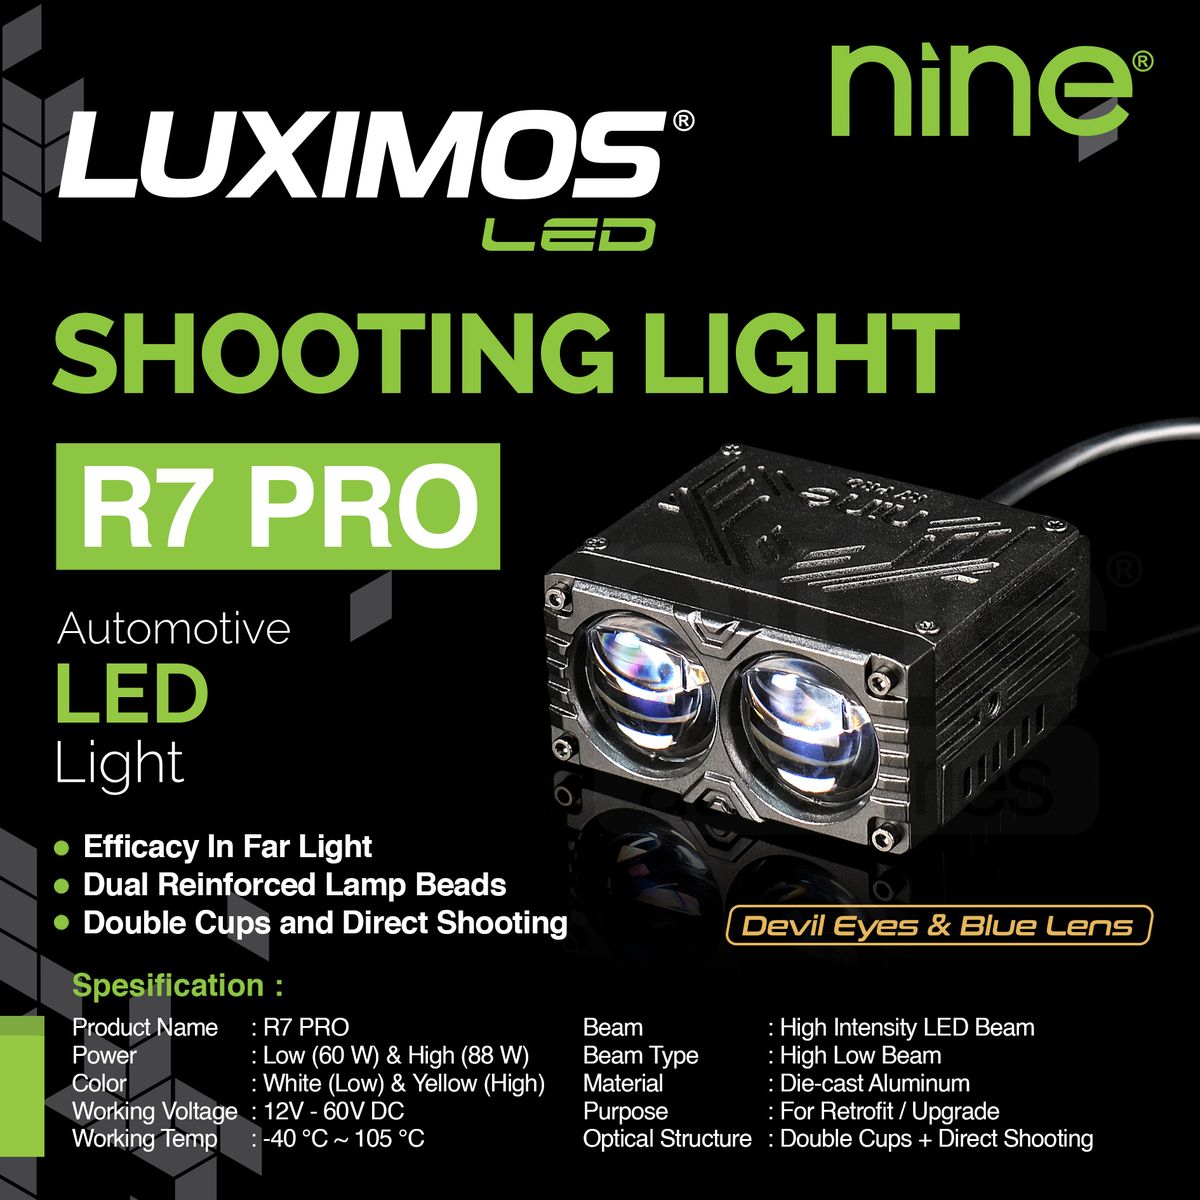 nine®
LUXIMOS®
LED
SHOOTING LIGHT
R7 PRO
Automotive
LED
Light
• Efficacy In Far Light
• Dual Reinforced Lamp Beads
• Double Cups and Direct Shooting
nine
R7 PRO
Devil Eyes & Blue Lens
Spesification :
Product Name : R7 PRO
Power : Low (60 W) & High (88 W)
Color : White (Low) & Yellow (High)
Working Voltage : 12V - 60V DC
Working Temp : -40 °C ~ 105 °C
Beam : High Intensity LED Beam
Beam Type : High Low Beam
Material : Die-cast Aluminum
Purpose : For Retrofit / Upgrade
Optical Structure : Double Cups + Direct Shooting